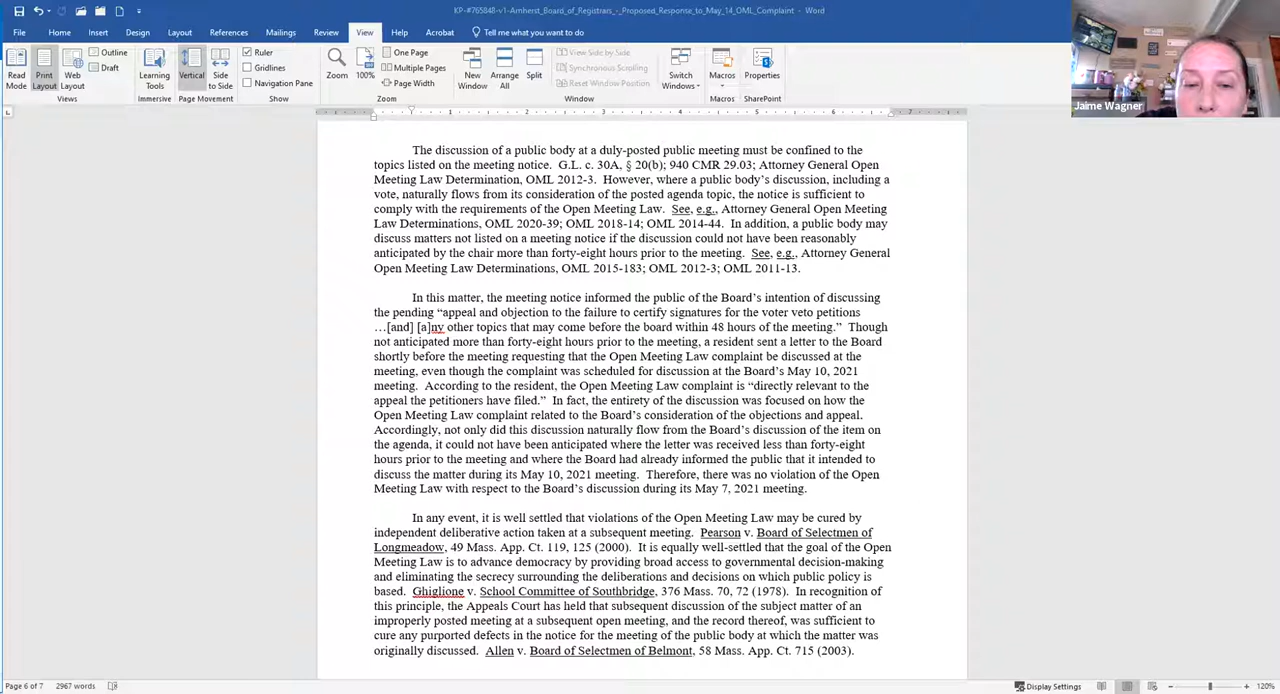 KP-#765848-v1-Amherst_Board_of_Registrars_-_Proposed_Response_to_May_14_OML_Complaint - Word
File Home Insert Design Layout References Mailings Review View Help Acrobat Tell me what you want to do
Read Mode
Print Layout
Web Layout
Outline
Draft
Views
Learning Tools
Immersive
Vertical
Side to Side
Page Movement
Ruler
Gridlines
Navigation Pane
Show
Zoom
100%
One Page
Multiple Pages
Page Width
Zoom
New Window
Arrange All
Split
View Side by Side
Synchronous Scrolling
Reset Window Position
Window
Switch Windows
Macros
Macros
Properties
SharePoint
Jaime Wagner
The discussion of a public body at a duly-posted public meeting must be confined to the
topics listed on the meeting notice. G.L. c. 30A, § 20(b); 940 CMR 29.03; Attorney General Open
Meeting Law Determination, OML 2012-3. However, where a public body's discussion, including a
vote, naturally flows from its consideration of the posted agenda topic, the notice is sufficient to
comply with the requirements of the Open Meeting Law. See, e.g., Attorney General Open Meeting
Law Determinations, OML 2020-39; OML 2018-14; OML 2014-44. In addition, a public body may
discuss matters not listed on a meeting notice if the discussion could not have been reasonably
anticipated by the chair more than forty-eight hours prior to the meeting. See, e.g., Attorney General
Open Meeting Law Determinations, OML 2015-183; OML 2012-3; OML 2011-13.
In this matter, the meeting notice informed the public of the Board's intention of discussing
the pending "appeal and objection to the failure to certify signatures for the voter veto petitions
…[and] [a]ny other topics that may come before the board within 48 hours of the meeting." Though
not anticipated more than forty-eight hours prior to the meeting, a resident sent a letter to the Board
shortly before the meeting requesting that the Open Meeting Law complaint be discussed at the
meeting, even though the complaint was scheduled for discussion at the Board's May 10, 2021
meeting. According to the resident, the Open Meeting Law complaint is "directly relevant to the
appeal the petitioners have filed." In fact, the entirety of the discussion was focused on how the
Open Meeting Law complaint related to the Board's consideration of the objections and appeal.
Accordingly, not only did this discussion naturally flow from the Board's discussion of the item on
the agenda, it could not have been anticipated where the letter was received less than forty-eight
hours prior to the meeting and where the Board had already informed the public that it intended to
discuss the matter during its May 10, 2021 meeting. Therefore, there was no violation of the Open
Meeting Law with respect to the Board's discussion during its May 7, 2021 meeting.
In any event, it is well settled that violations of the Open Meeting Law may be cured by
independent deliberative action taken at a subsequent meeting. Pearson v. Board of Selectmen of
Longmeadow, 49 Mass. App. Ct. 119, 125 (2000). It is equally well-settled that the goal of the Open
Meeting Law is to advance democracy by providing broad access to governmental decision-making
and eliminating the secrecy surrounding the deliberations and decisions on which public policy is
based. Ghiglione v. School Committee of Southbridge, 376 Mass. 70, 72 (1978). In recognition of
this principle, the Appeals Court has held that subsequent discussion of the subject matter of an
improperly posted meeting at a subsequent open meeting, and the record thereof, was sufficient to
cure any purported defects in the notice for the meeting of the public body at which the matter was
originally discussed. Allen v. Board of Selectmen of Belmont, 58 Mass. App. Ct. 715 (2003).
Page 6 of 7 2967 words Display Settings 120%